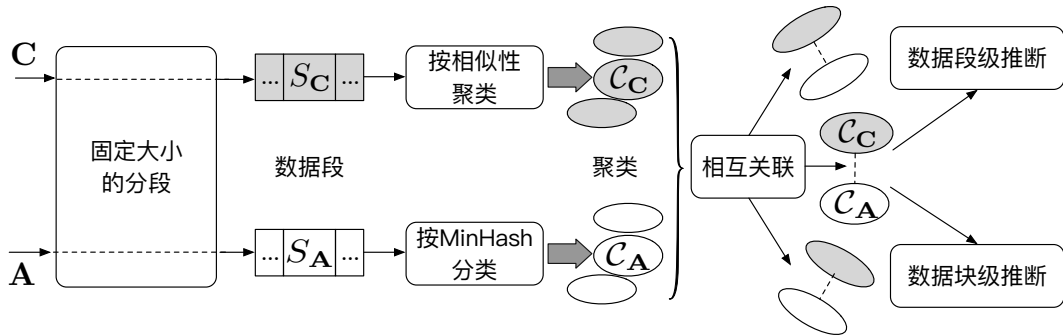 C
固定大小
的分段
A
... S_C ...
数据段
... S_A ...
按相似性
聚类
按MinHash
分类
C_C
聚类
C_A
相互关联
C_C
C_A
数据段级推断
数据块级推断